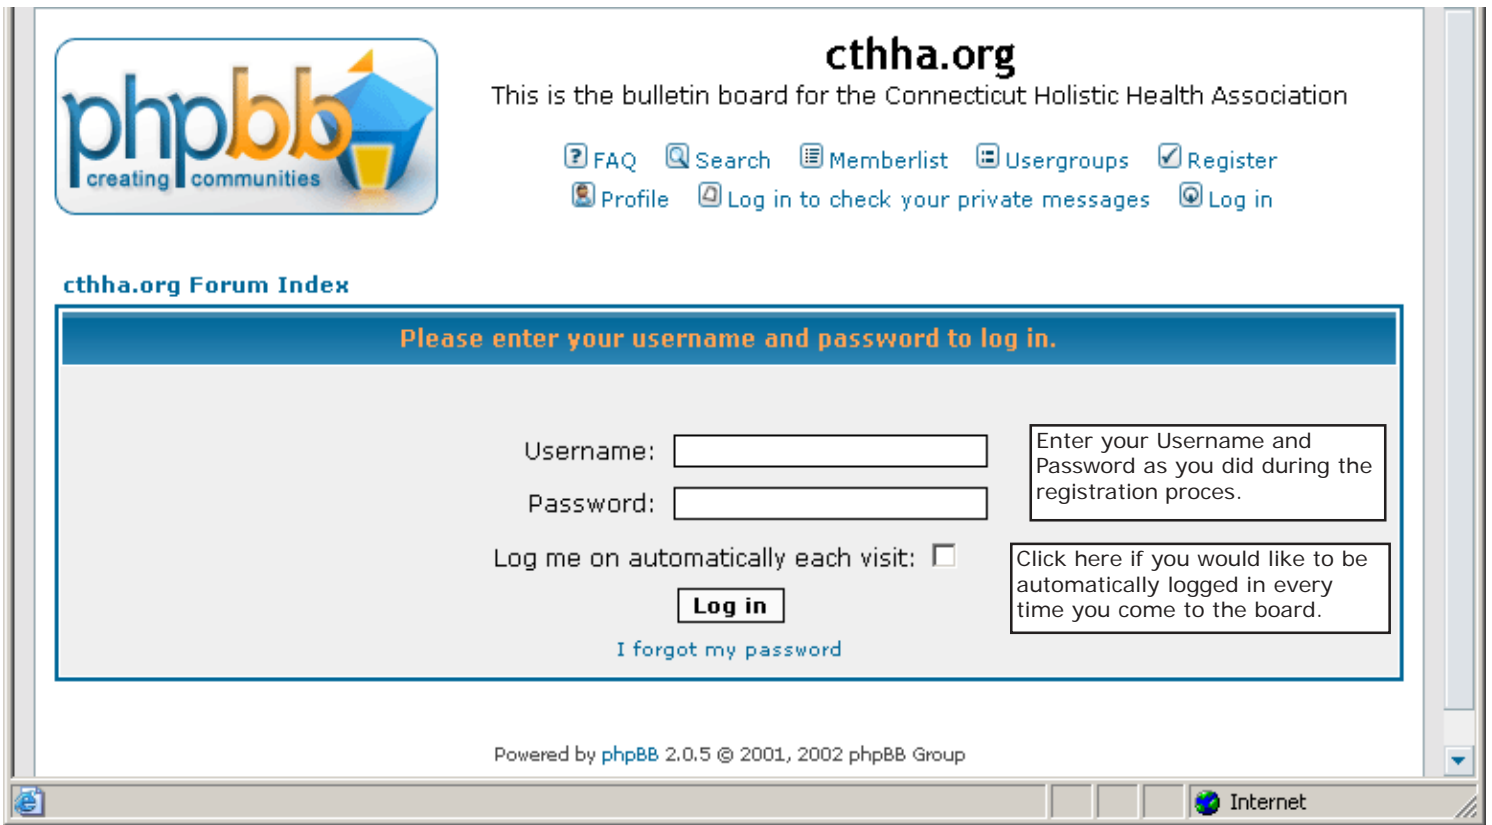 phpbb
creating communities
cthha.org
This is the bulletin board for the Connecticut Holistic Health Association
FAQ Search Memberlist Usergroups Register
Profile Log in to check your private messages Log in
cthha.org Forum Index
Please enter your username and password to log in.
Username:
Password:
Log me on automatically each visit:
Log in
I forgot my password
Enter your Username and
Password as you did during the
registration proces.
Click here if you would like to be
automatically logged in every
time you come to the board.
Powered by phpBB 2.0.5 © 2001, 2002 phpBB Group
Internet